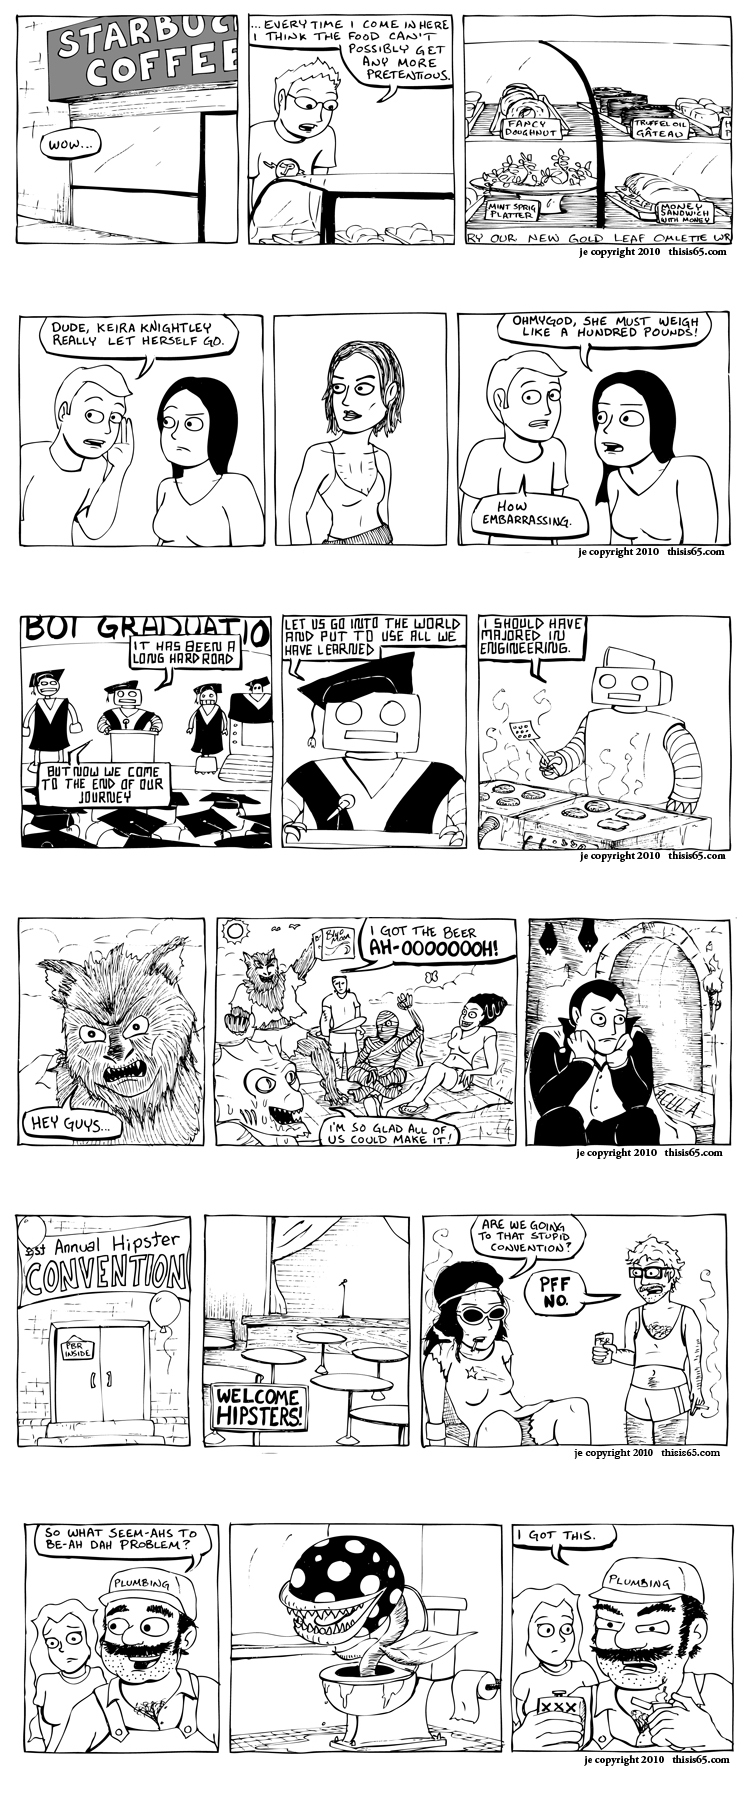 STARBUC
COFFEE
WOW...
...EVERY TIME I COME IN HERE
I THINK THE FOOD CAN'T
POSSIBLY GET
ANY MORE
PRETENTIOUS.
FANCY
DOUGHNUT
TRUFFEL OIL
GÂTEAU
MINT SPRIG
PLATTER
MONEY
SANDWICH
WITH MONEY
RY OUR NEW GOLD LEAF OMLETTE WR
je copyright 2010 thisis65.com
DUDE, KEIRA KNIGHTLEY
REALLY LET HERSELF GO.
OHMYGOD, SHE MUST WEIGH
LIKE A HUNDRED POUNDS!
HOW
EMBARRASSING.
je copyright 2010 thisis65.com
BOT GRADUATIO
IT HAS BEEN A
LONG HARD ROAD
BUT NOW WE COME
TO THE END OF OUR
JOURNEY
LET US GO INTO THE WORLD
AND PUT TO USE ALL WE
HAVE LEARNED
I SHOULD HAVE
MAJORED IN
ENGINEERING.
je copyright 2010 thisis65.com
HEY GUYS...
I GOT THE BEER
AH-OOOOOOOH!
Blue
Moon
I'M SO GLAD ALL OF
US COULD MAKE IT!
ACULA
je copyright 2010 thisis65.com
Annual Hipster
CONVENTION
PBR
INSIDE
WELCOME
HIPSTERS!
ARE WE GOING
TO THAT STUPID
CONVENTION?
PFF
NO.
je copyright 2010 thisis65.com
SO WHAT SEEM-AHS TO
BE-AH DAH PROBLEM?
PLUMBING
I GOT THIS.
PLUMBING
XXX
je copyright 2010 thisis65.com